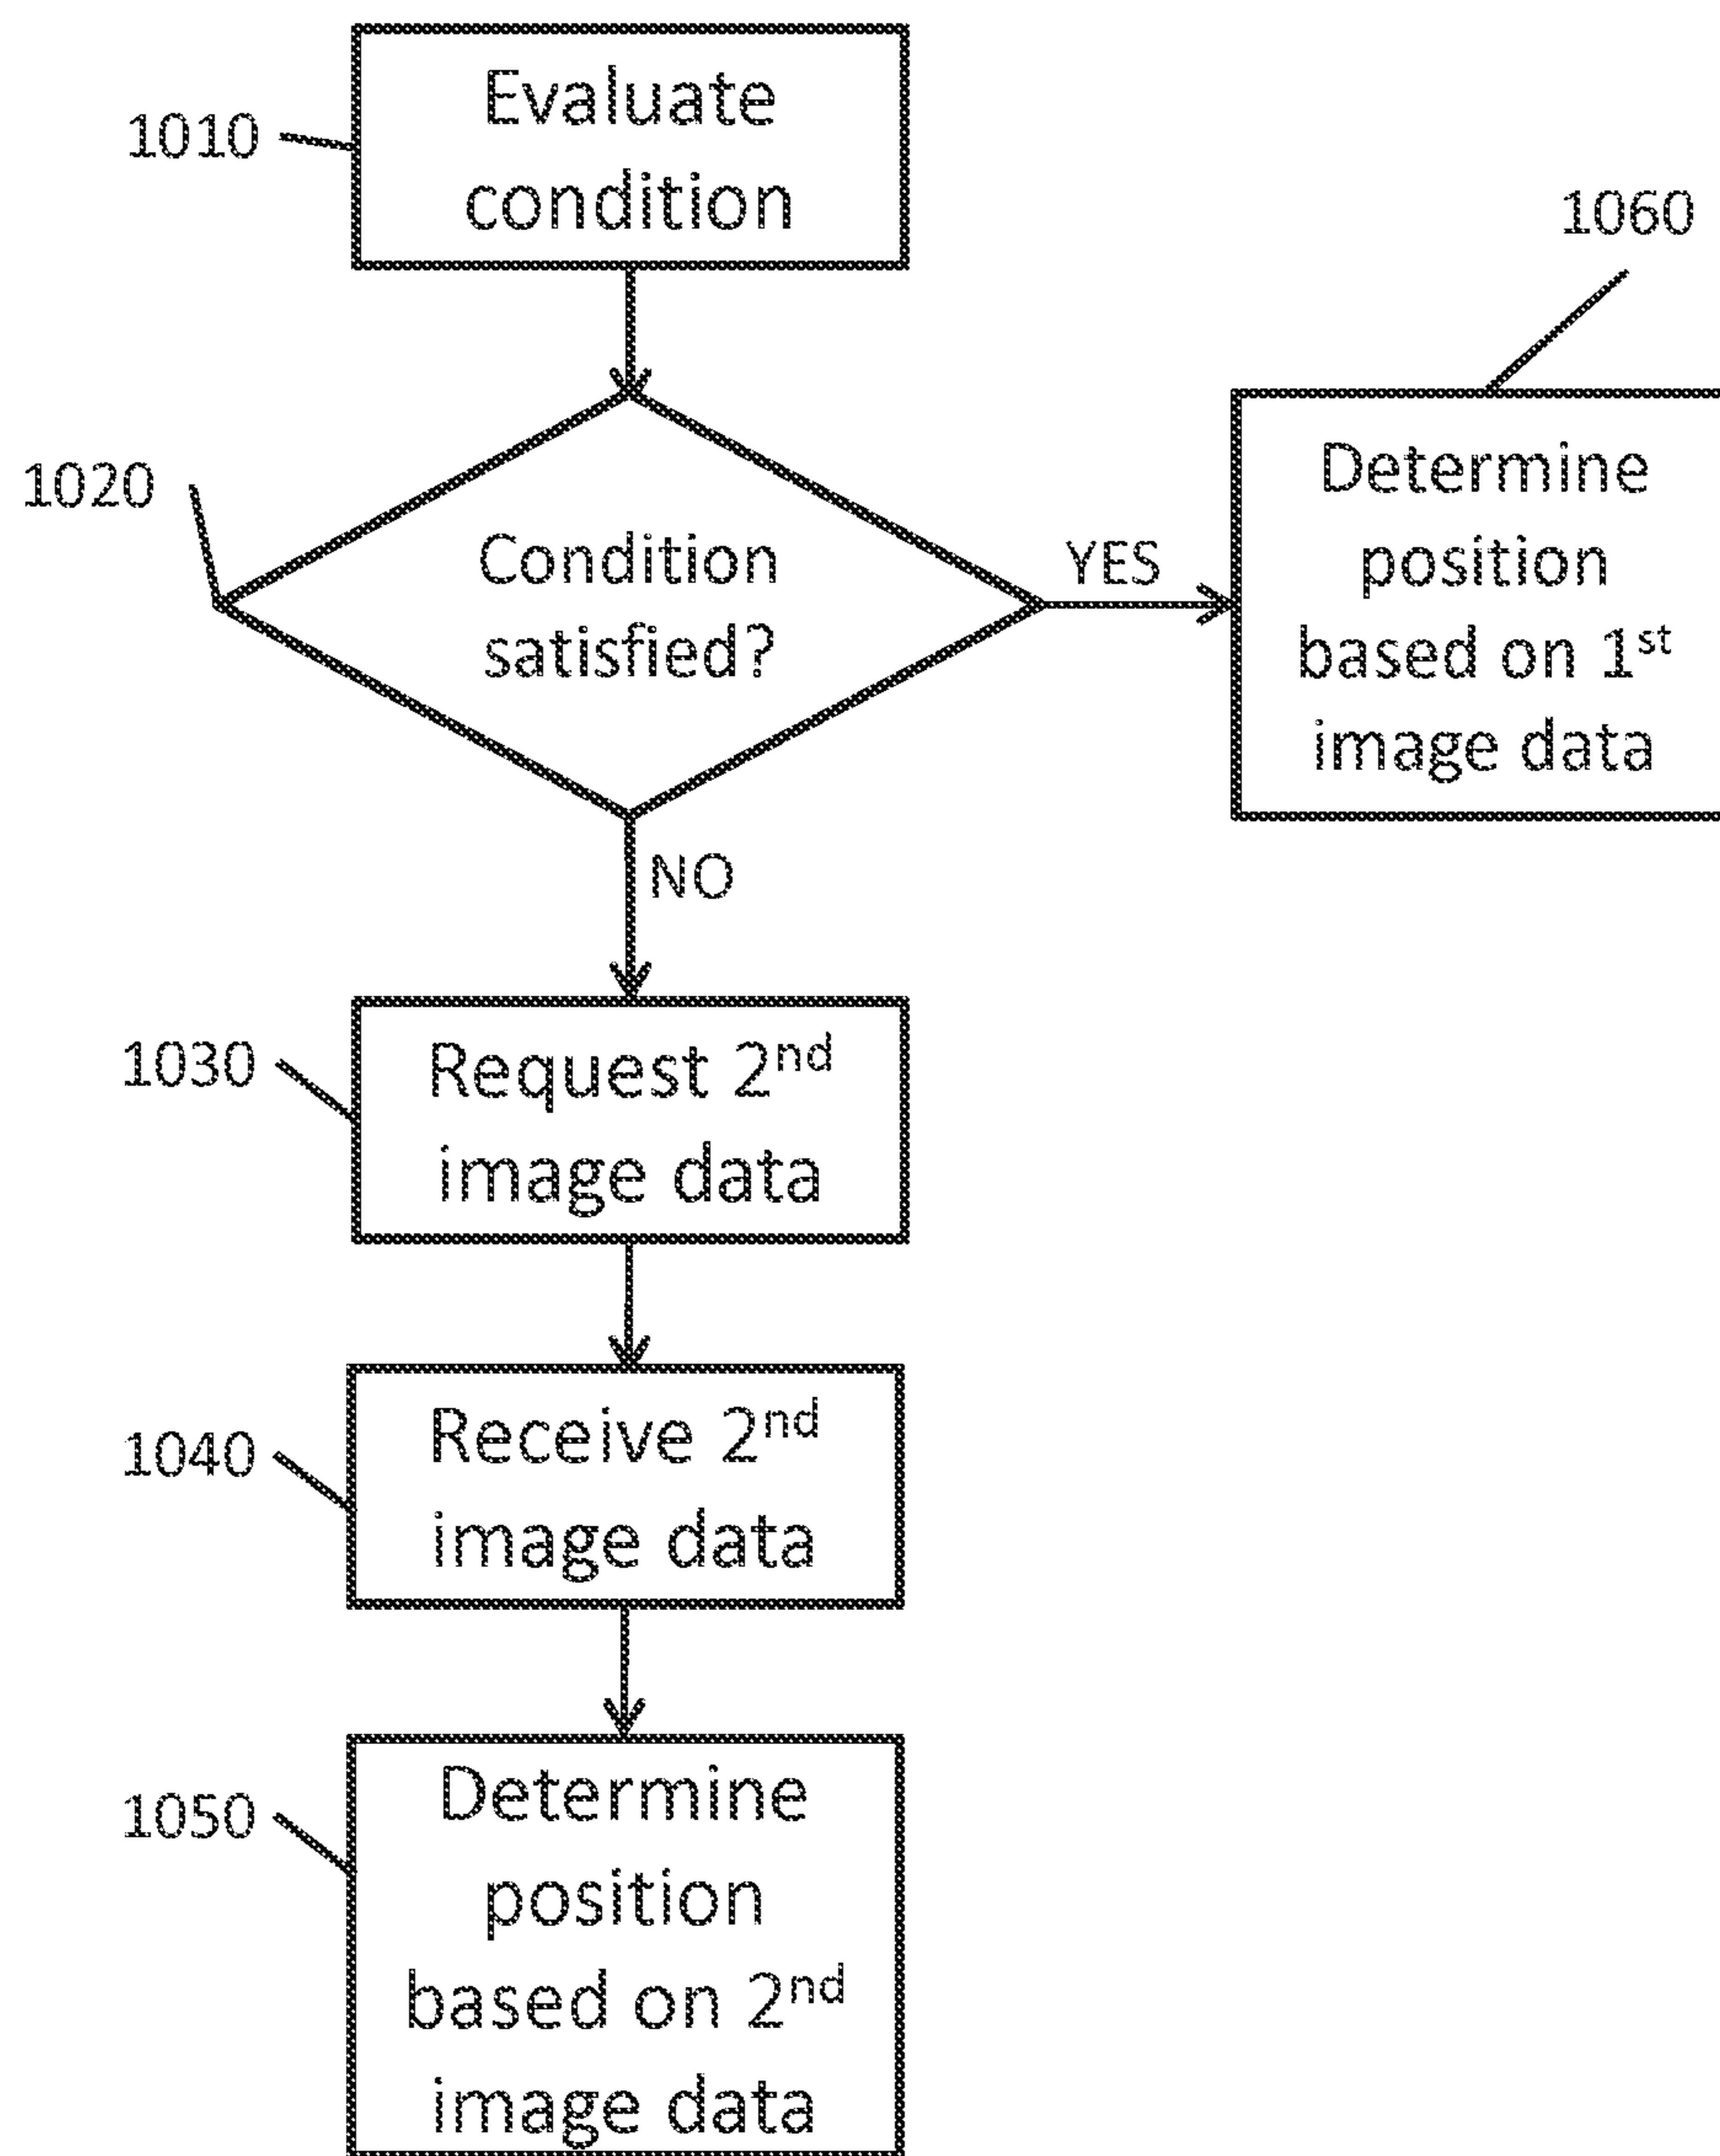 Evaluate
condition
1010
1060
1020
Condition
satisfied?
YES
Determine
position
based on 1st
image data
NO
1030
Request 2nd
image data
1040
Receive 2nd
image data
1050
Determine
position
based on 2nd
image data